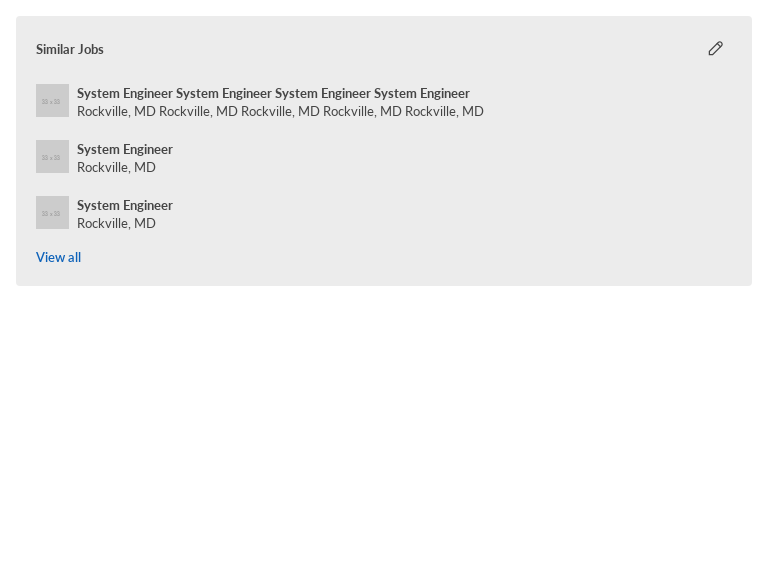 Similar Jobs
System Engineer System Engineer System Engineer System Engineer
Rockville, MD Rockville, MD Rockville, MD Rockville, MD Rockville, MD
System Engineer
Rockville, MD
System Engineer
Rockville, MD
View all